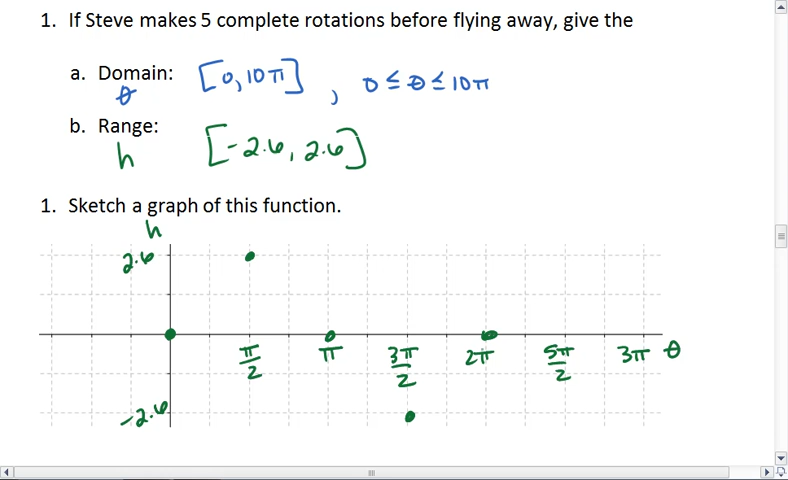 1. If Steve makes 5 complete rotations before flying away, give the
a. Domain: [0, 10π] , 0 ≤ θ ≤ 10π
θ
b. Range: [-2.6, 2.6]
h
1. Sketch a graph of this function.
h
2.6
π/2 π 3π/2 2π 5π/2 3π θ
-2.6